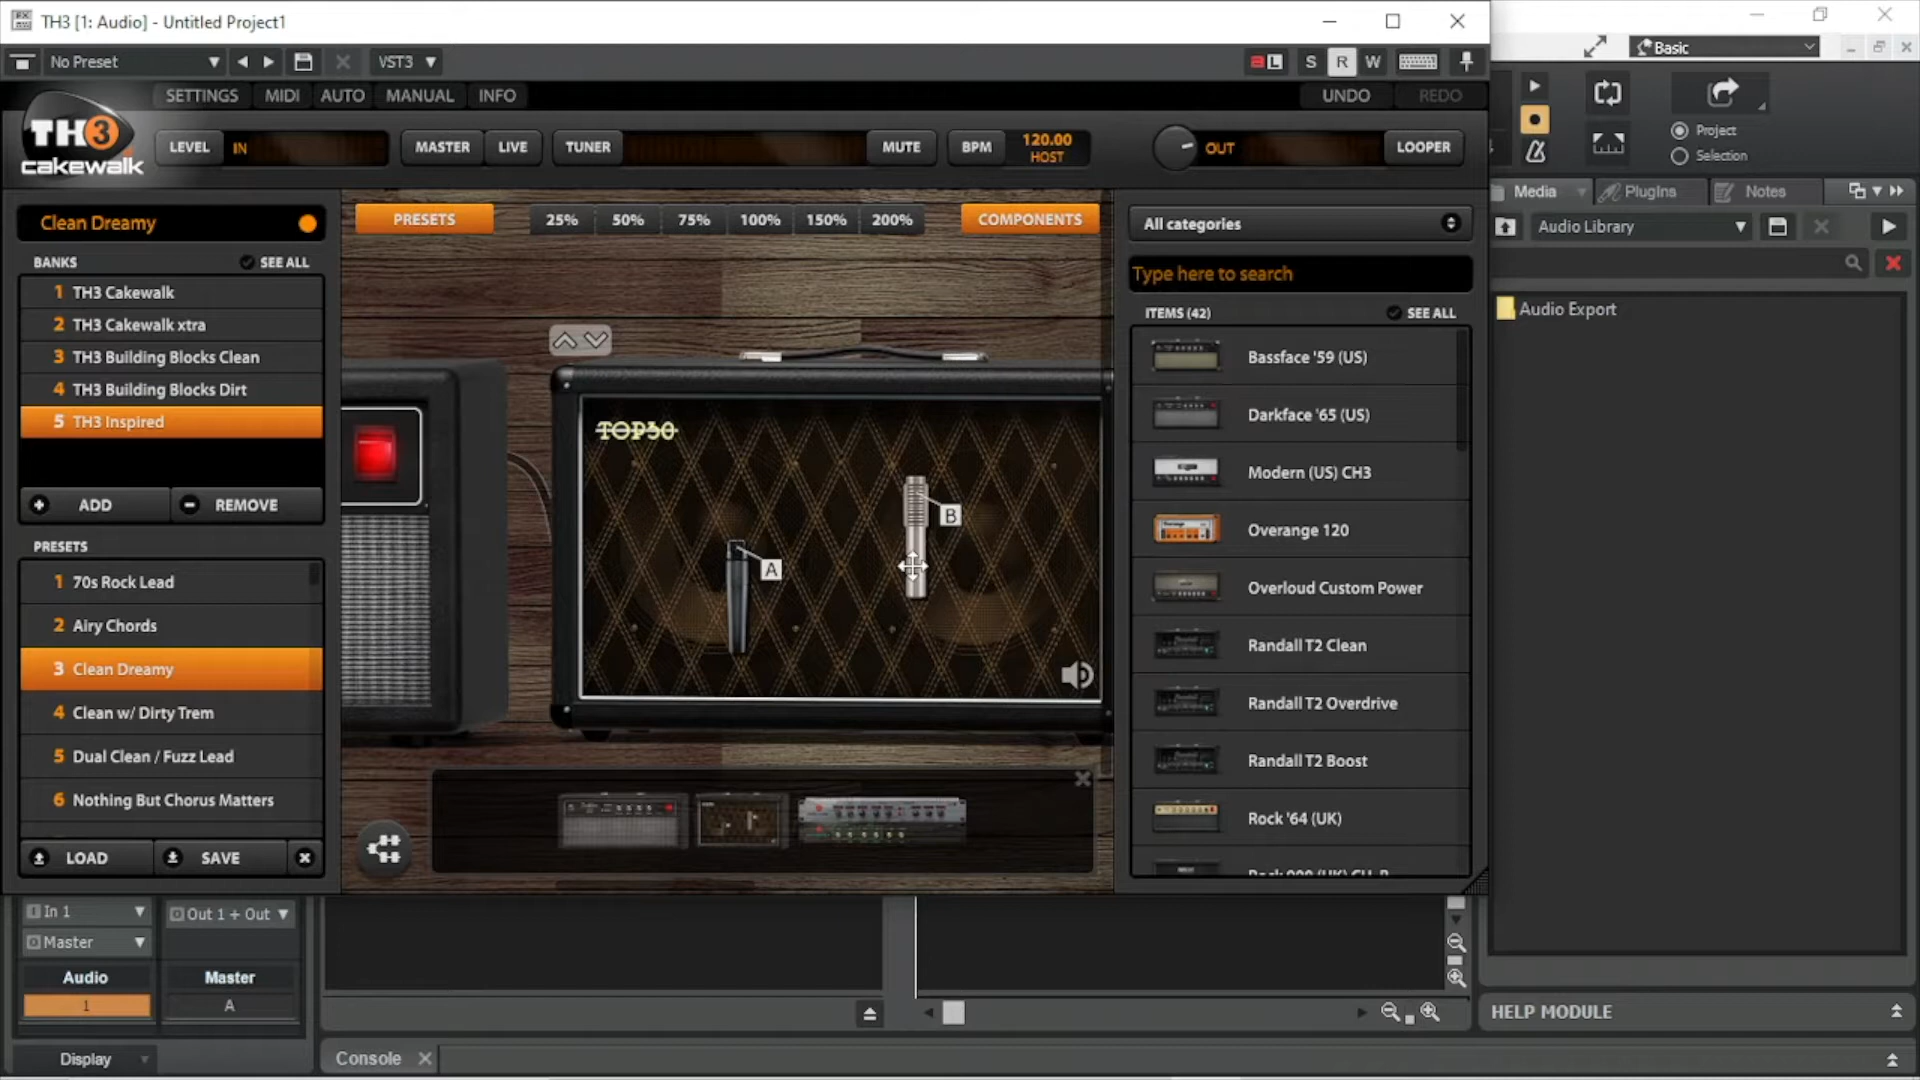 TH3 [1: Audio] - Untitled Project1
Basic
No Preset
VST3
S
R
W
SETTINGS
MIDI
AUTO
MANUAL
INFO
UNDO
REDO
TH3
cakewalk
LEVEL
IN
MASTER
LIVE
TUNER
MUTE
BPM
120.00
HOST
OUT
LOOPER
Project
Selection
Media
PlugIns
Notes
Clean Dreamy
PRESETS
25%
50%
75%
100%
150%
200%
COMPONENTS
All categories
Audio Library
BANKS
SEE ALL
1 TH3 Cakewalk
2 TH3 Cakewalk xtra
3 TH3 Building Blocks Clean
4 TH3 Building Blocks Dirt
5 TH3 Inspired
ADD
REMOVE
PRESETS
1 70s Rock Lead
2 Airy Chords
3 Clean Dreamy
4 Clean w/ Dirty Trem
5 Dual Clean / Fuzz Lead
6 Nothing But Chorus Matters
LOAD
SAVE
TOP30
A
B
Type here to search
ITEMS (42)
SEE ALL
Bassface '59 (US)
Darkface '65 (US)
Modern (US) CH3
Overange 120
Overloud Custom Power
Randall T2 Clean
Randall T2 Overdrive
Randall T2 Boost
Rock '64 (UK)
Audio Export
In 1
Out 1 + Out
Master
Audio
Master
1
A
Display
Console
HELP MODULE